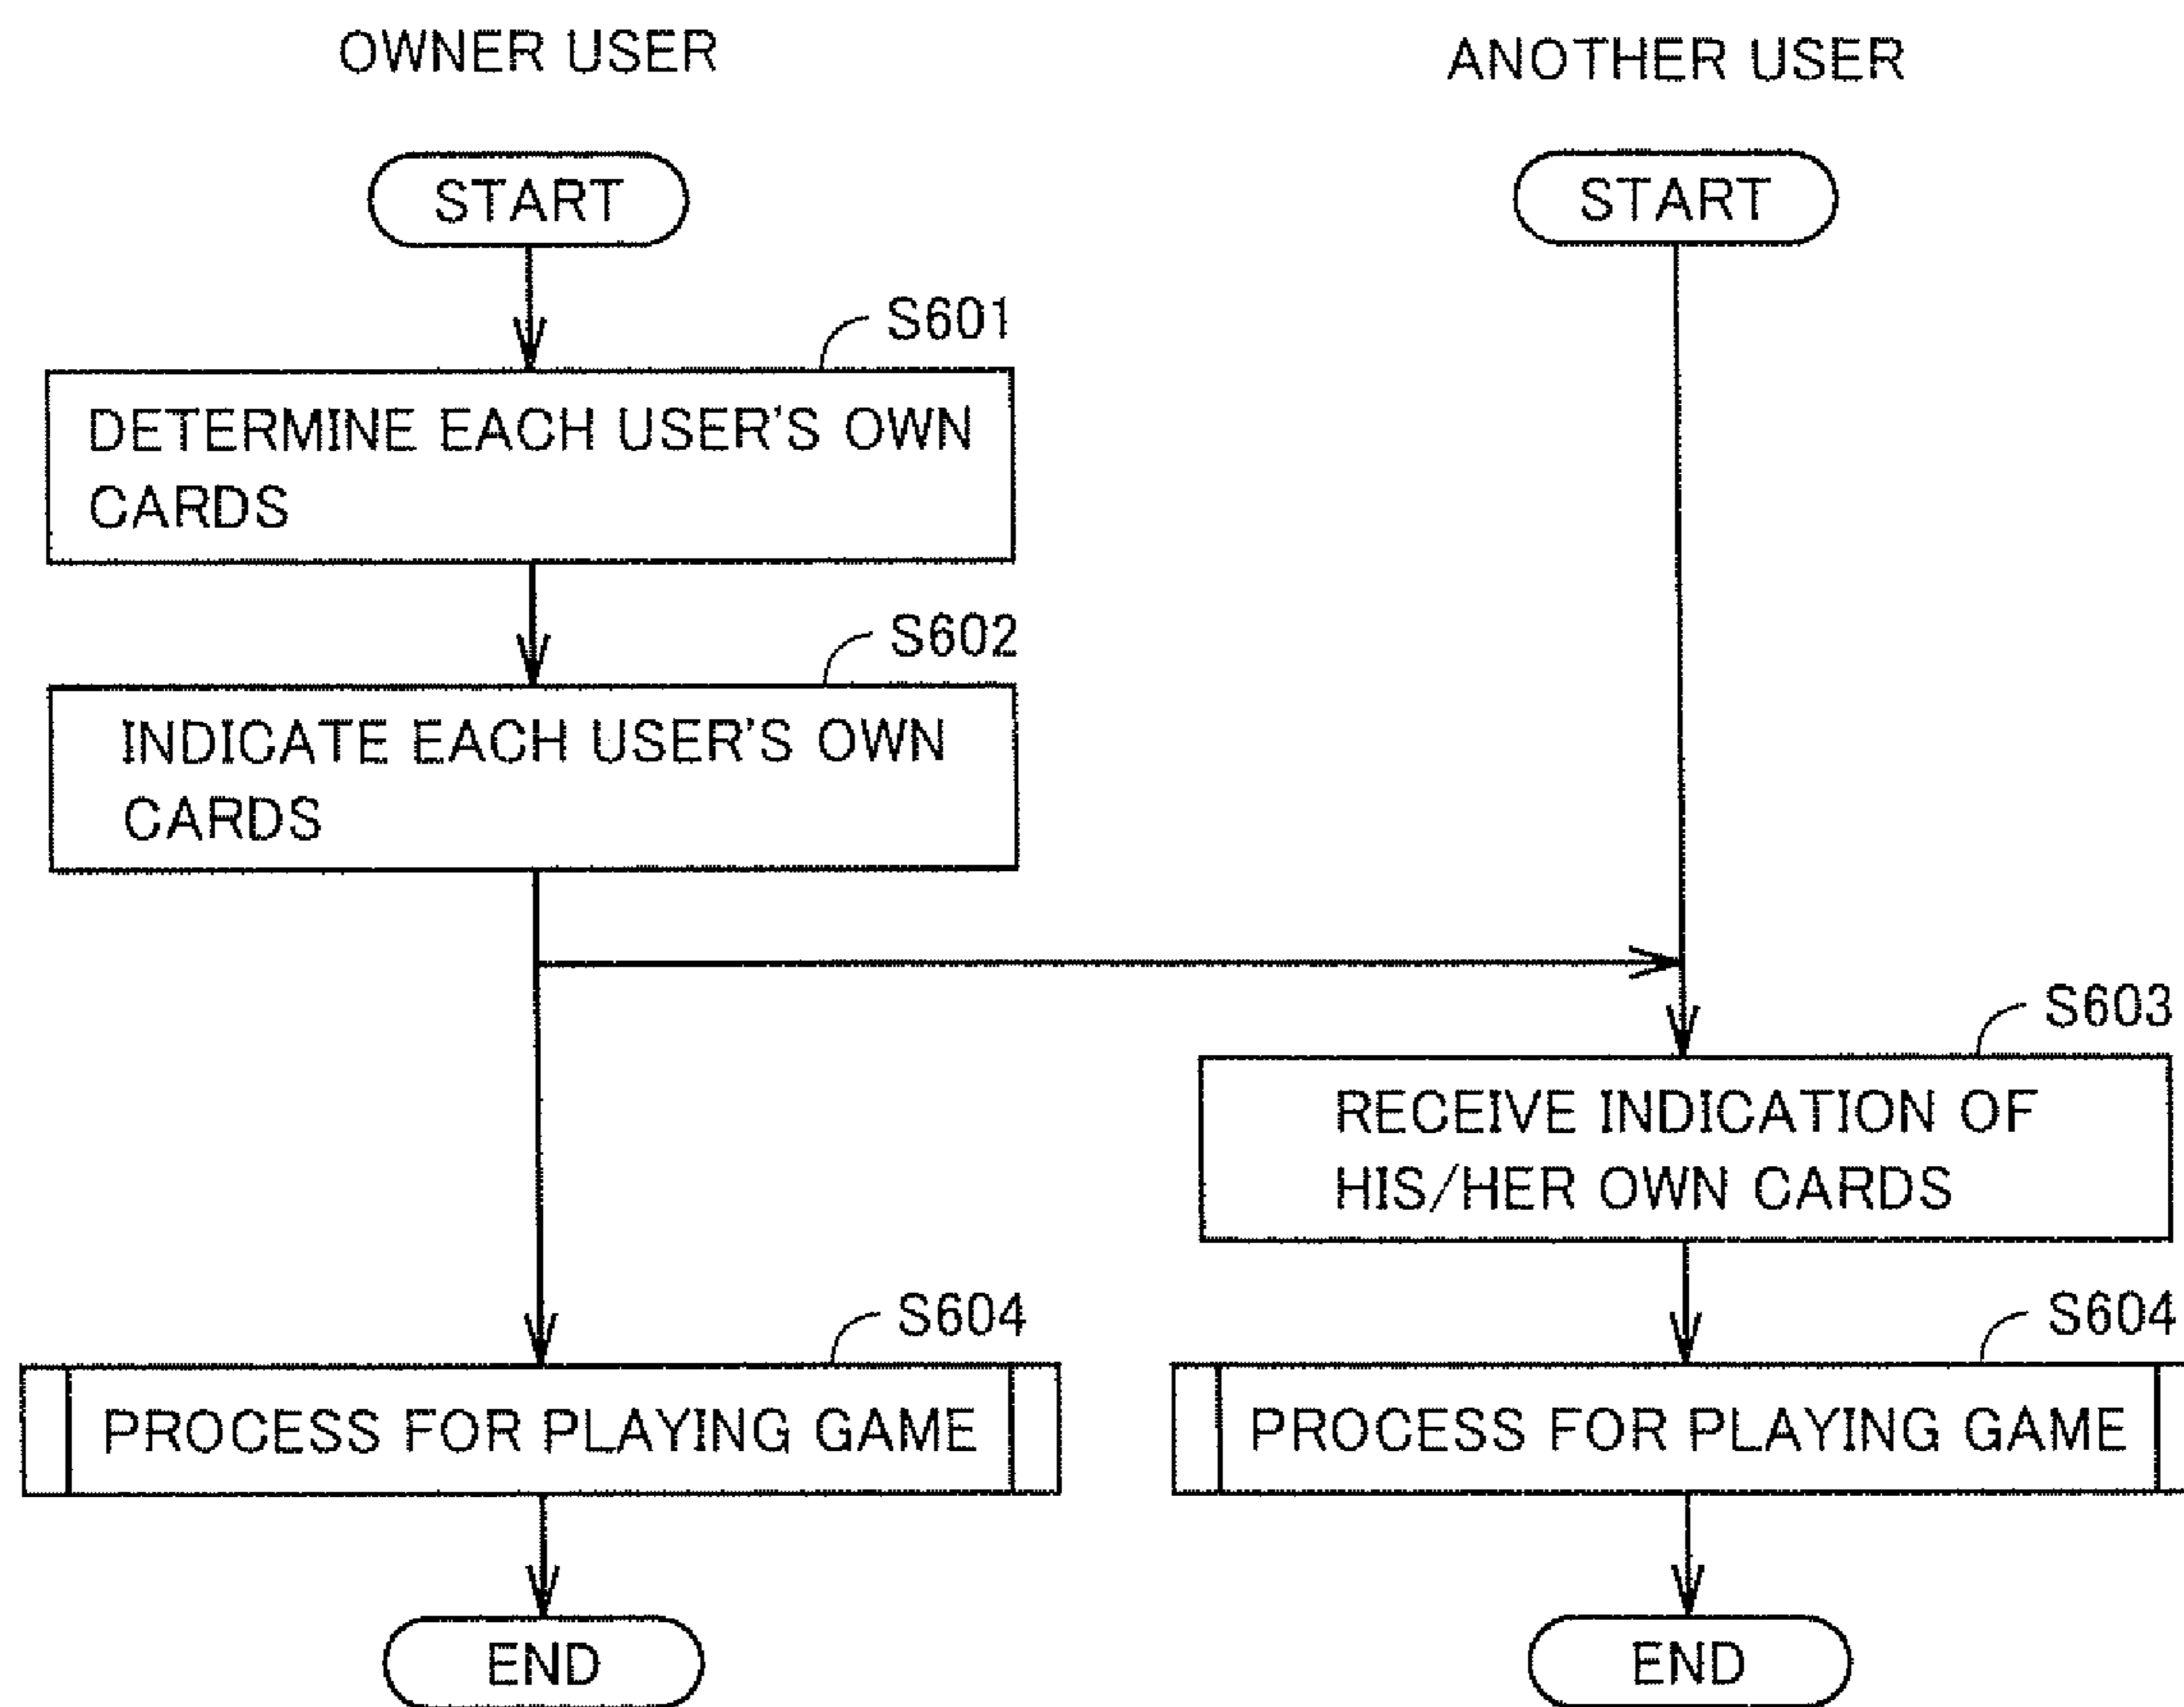 OWNER USER
ANOTHER USER
START
START
S601
DETERMINE EACH USER'S OWN
CARDS
S602
INDICATE EACH USER'S OWN
CARDS
S603
RECEIVE INDICATION OF
HIS/HER OWN CARDS
S604
S604
PROCESS FOR PLAYING GAME
PROCESS FOR PLAYING GAME
END
END